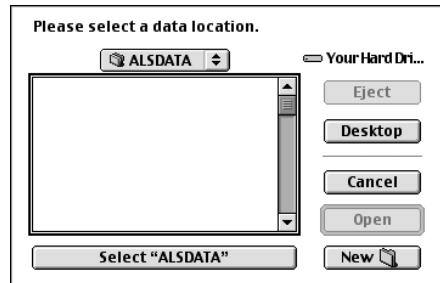 Please select a data location.
ALSDATA
Your Hard Dri...
Eject
Desktop
Cancel
Open
Select “ALSDATA”
New